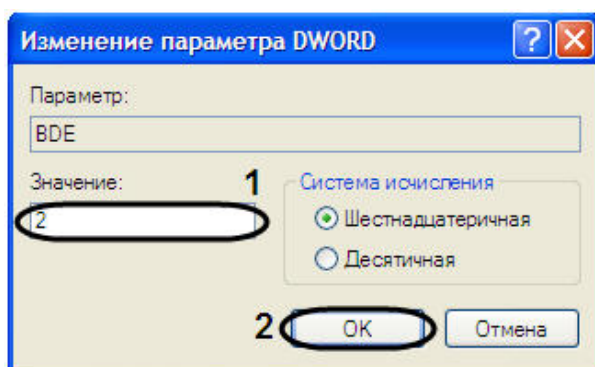 Изменение параметра DWORD
Параметр:
BDE
Значение: 1
2
Система исчисления
Шестнадцатеричная
Десятичная
2 OK Отмена